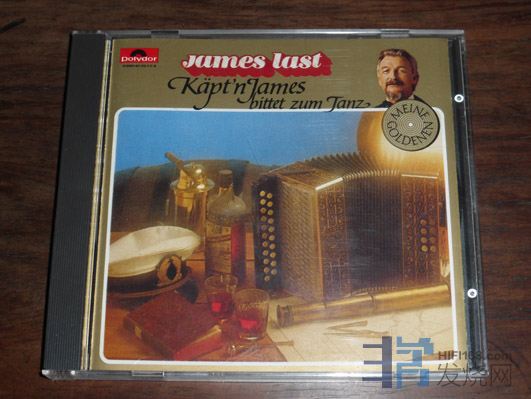 polydor
James last
Käpt'n James
bittet zum Tanz
MEINE
GOLDENEN
HIFI168.com
发烧网